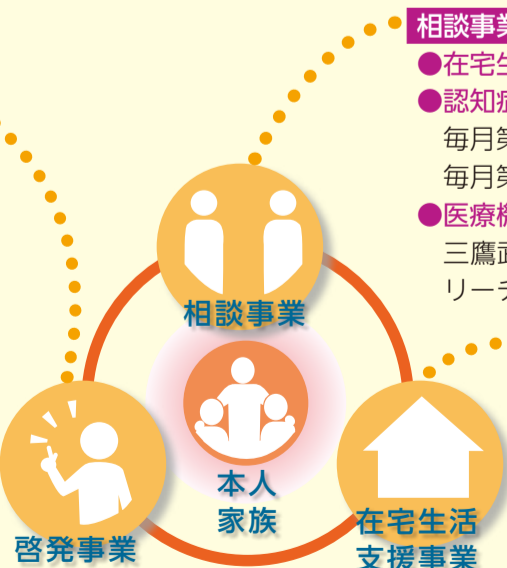 相談事業
●在宅生
●認知症
毎月第
毎月第
●医療機
三鷹武
リーチ
相談事業
本人
家族
啓発事業
在宅生活
支援事業